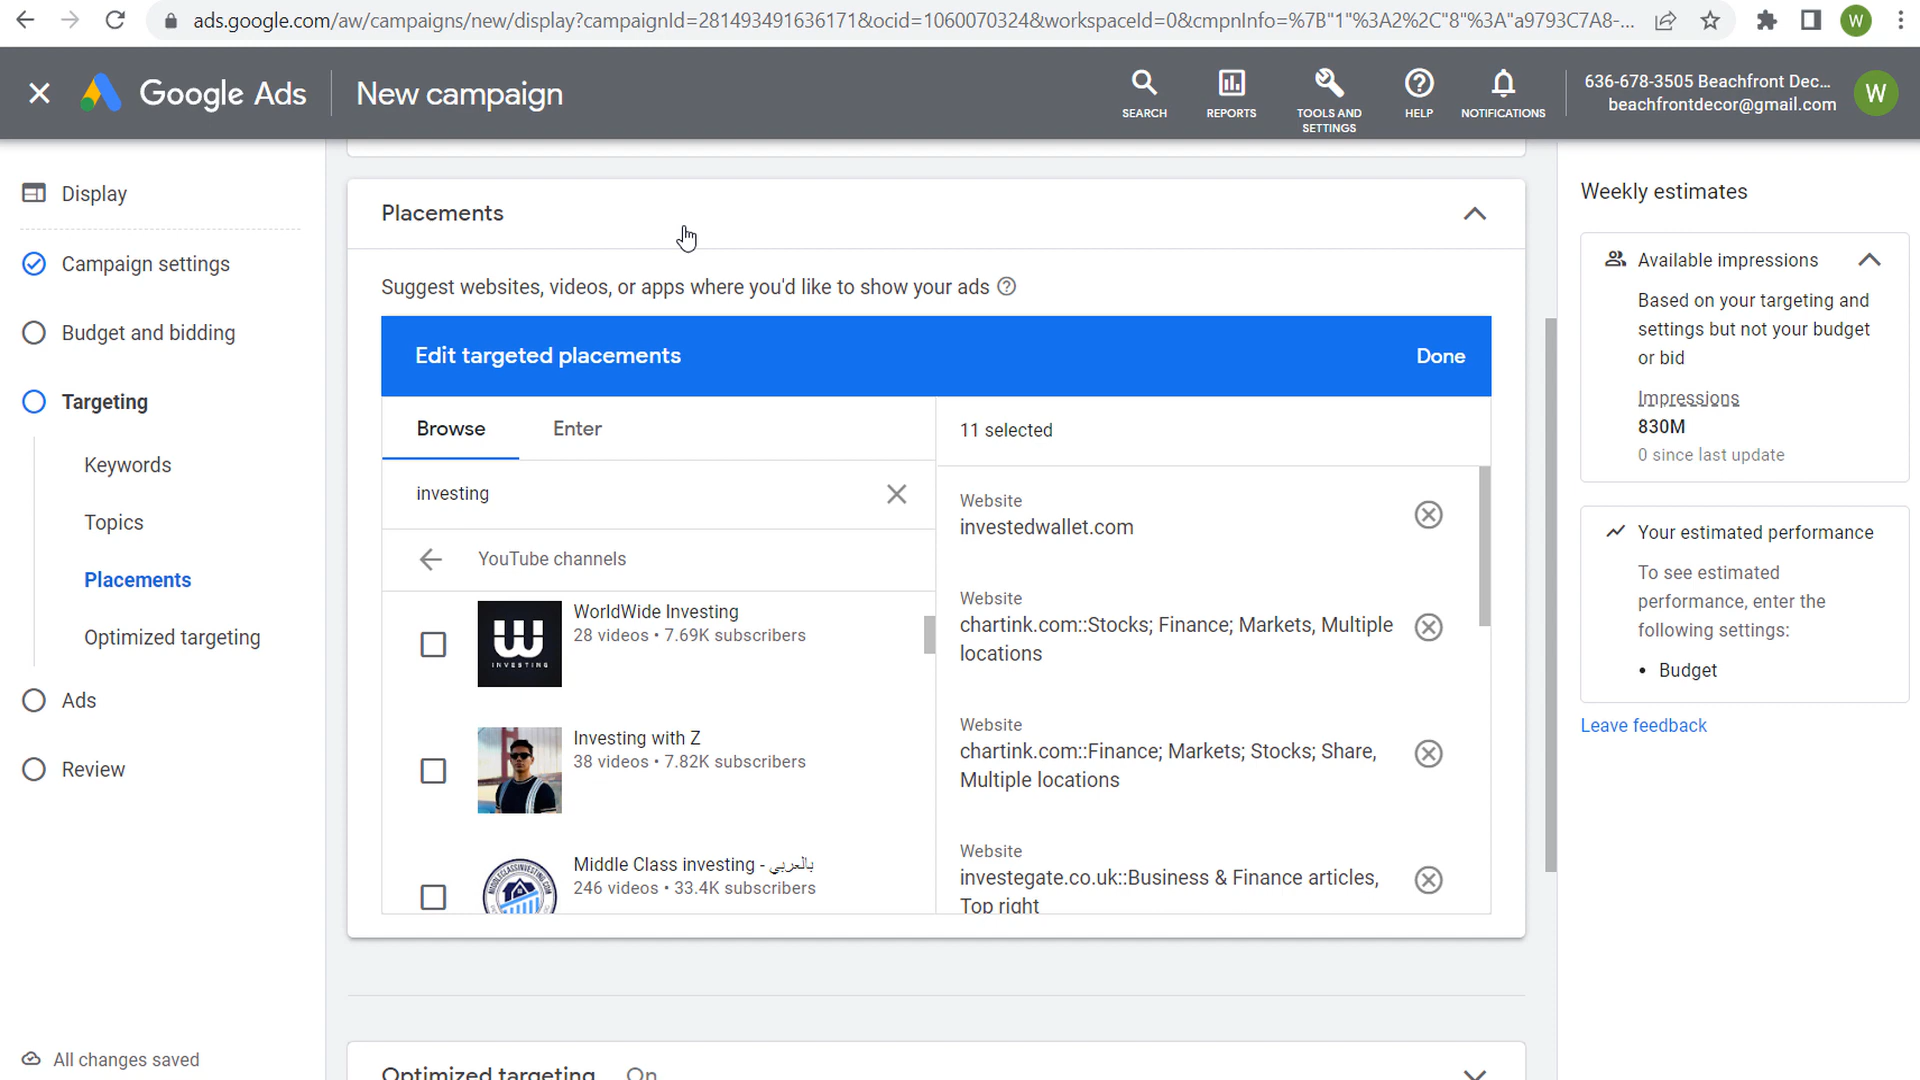 ads.google.com/aw/campaigns/new/display?campaignId=281493491636171&ocid=1060070324&workspaceId=0&cmpnInfo=%7B"1"%3A2%2C"8"%3A"a9793C7A8-...
W
Google Ads
New campaign
SEARCH
REPORTS
TOOLS AND
SETTINGS
HELP
NOTIFICATIONS
636-678-3505 Beachfront Dec...
beachfrontdecor@gmail.com
W
Display
Campaign settings
Budget and bidding
Targeting
Keywords
Topics
Placements
Optimized targeting
Ads
Review
All changes saved
Placements
Suggest websites, videos, or apps where you'd like to show your ads
Edit targeted placements
Done
Browse
Enter
investing
YouTube channels
W
INVESTING
WorldWide Investing
28 videos • 7.69K subscribers
Investing with Z
38 videos • 7.82K subscribers
MIDDLECLASSINVESTING.COM
Middle Class investing - بالعربي
246 videos • 33.4K subscribers
11 selected
Website
investedwallet.com
Website
chartink.com::Stocks; Finance; Markets, Multiple
locations
Website
chartink.com::Finance; Markets; Stocks; Share,
Multiple locations
Website
investegate.co.uk::Business & Finance articles,
Top right
Optimized targeting On
Weekly estimates
Available impressions
Based on your targeting and
settings but not your budget
or bid
Impressions
830M
0 since last update
Your estimated performance
To see estimated
performance, enter the
following settings:
• Budget
Leave feedback